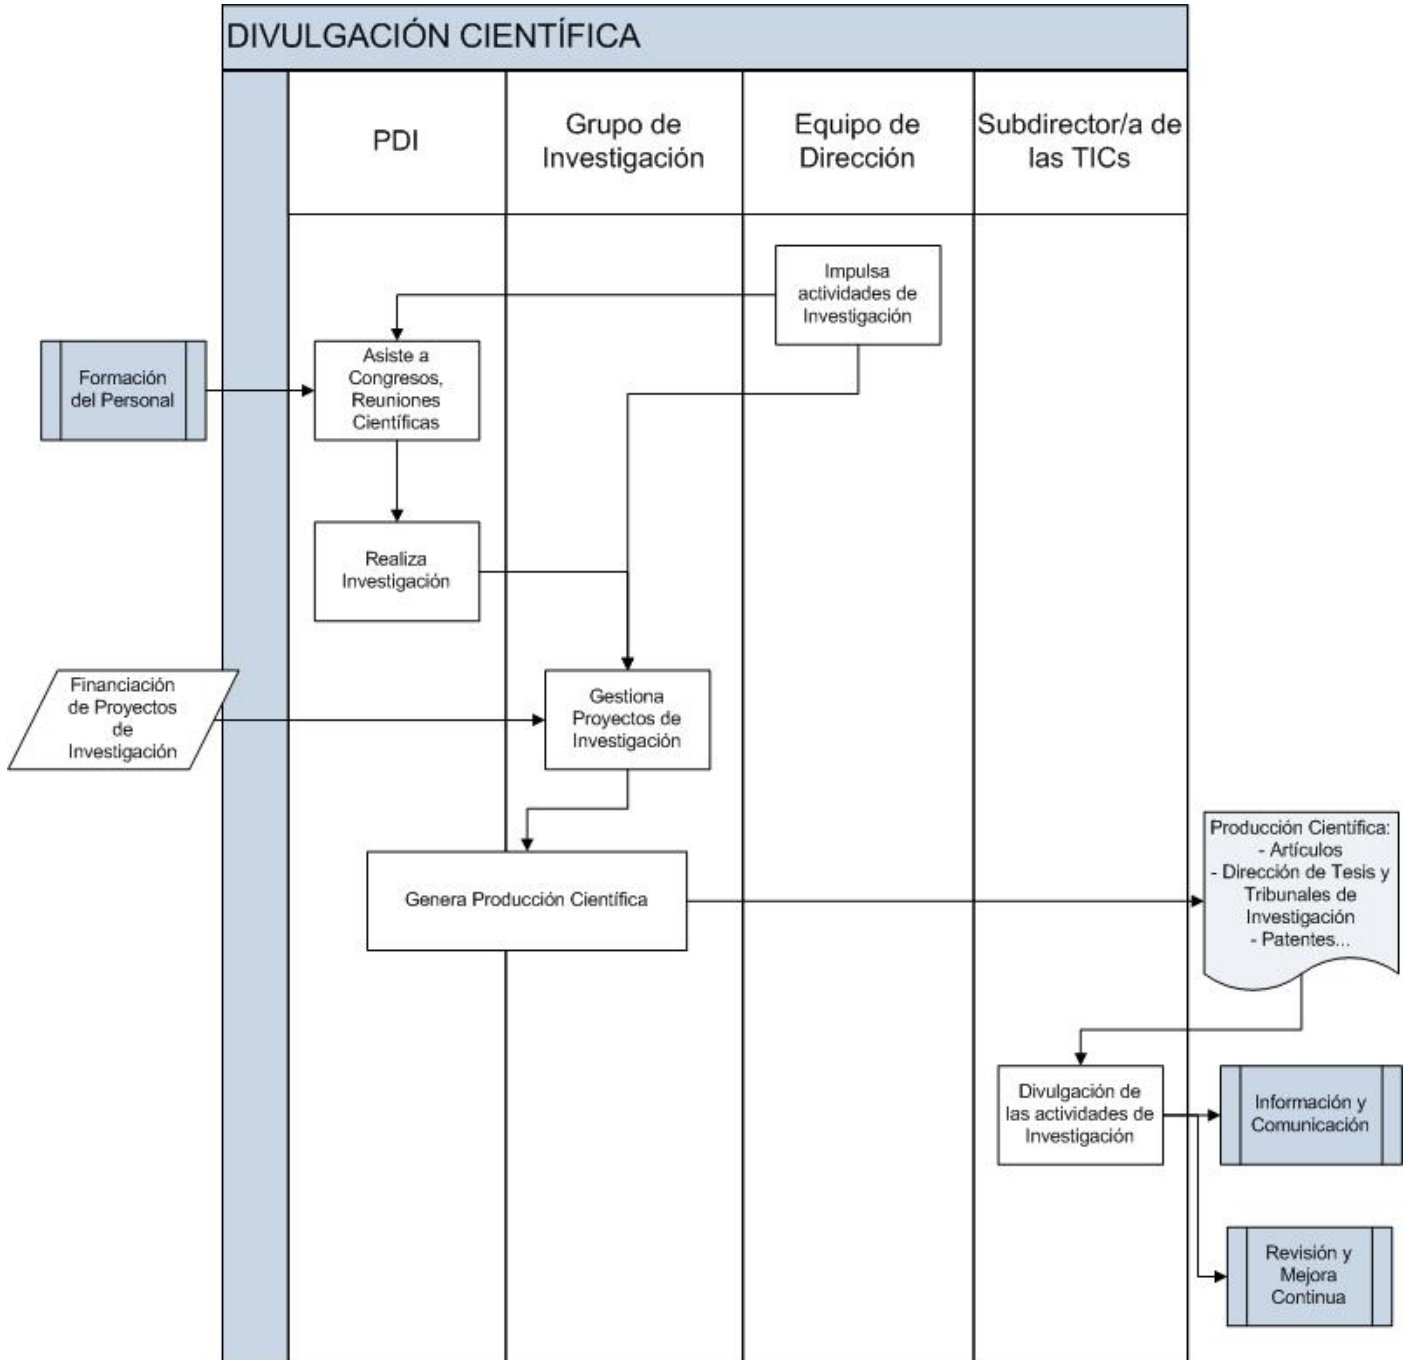 DIVULGACIÓN CIENTÍFICA
PDI
Grupo de
Investigación
Equipo de
Dirección
Subdirector/a de
las TICs
Impulsa
actividades de
Investigación
Formación
del Personal
Asiste a
Congresos,
Reuniones
Científicas
Realiza
Investigación
Financiación
de Proyectos
de
Investigación
Gestiona
Proyectos de
Investigación
Genera Producción Científica
Producción Científica:
- Artículos
- Dirección de Tesis y
Tribunales de
Investigación
- Patentes...
Divulgación de
las actividades de
Investigación
Información y
Comunicación
Revisión y
Mejora
Continua